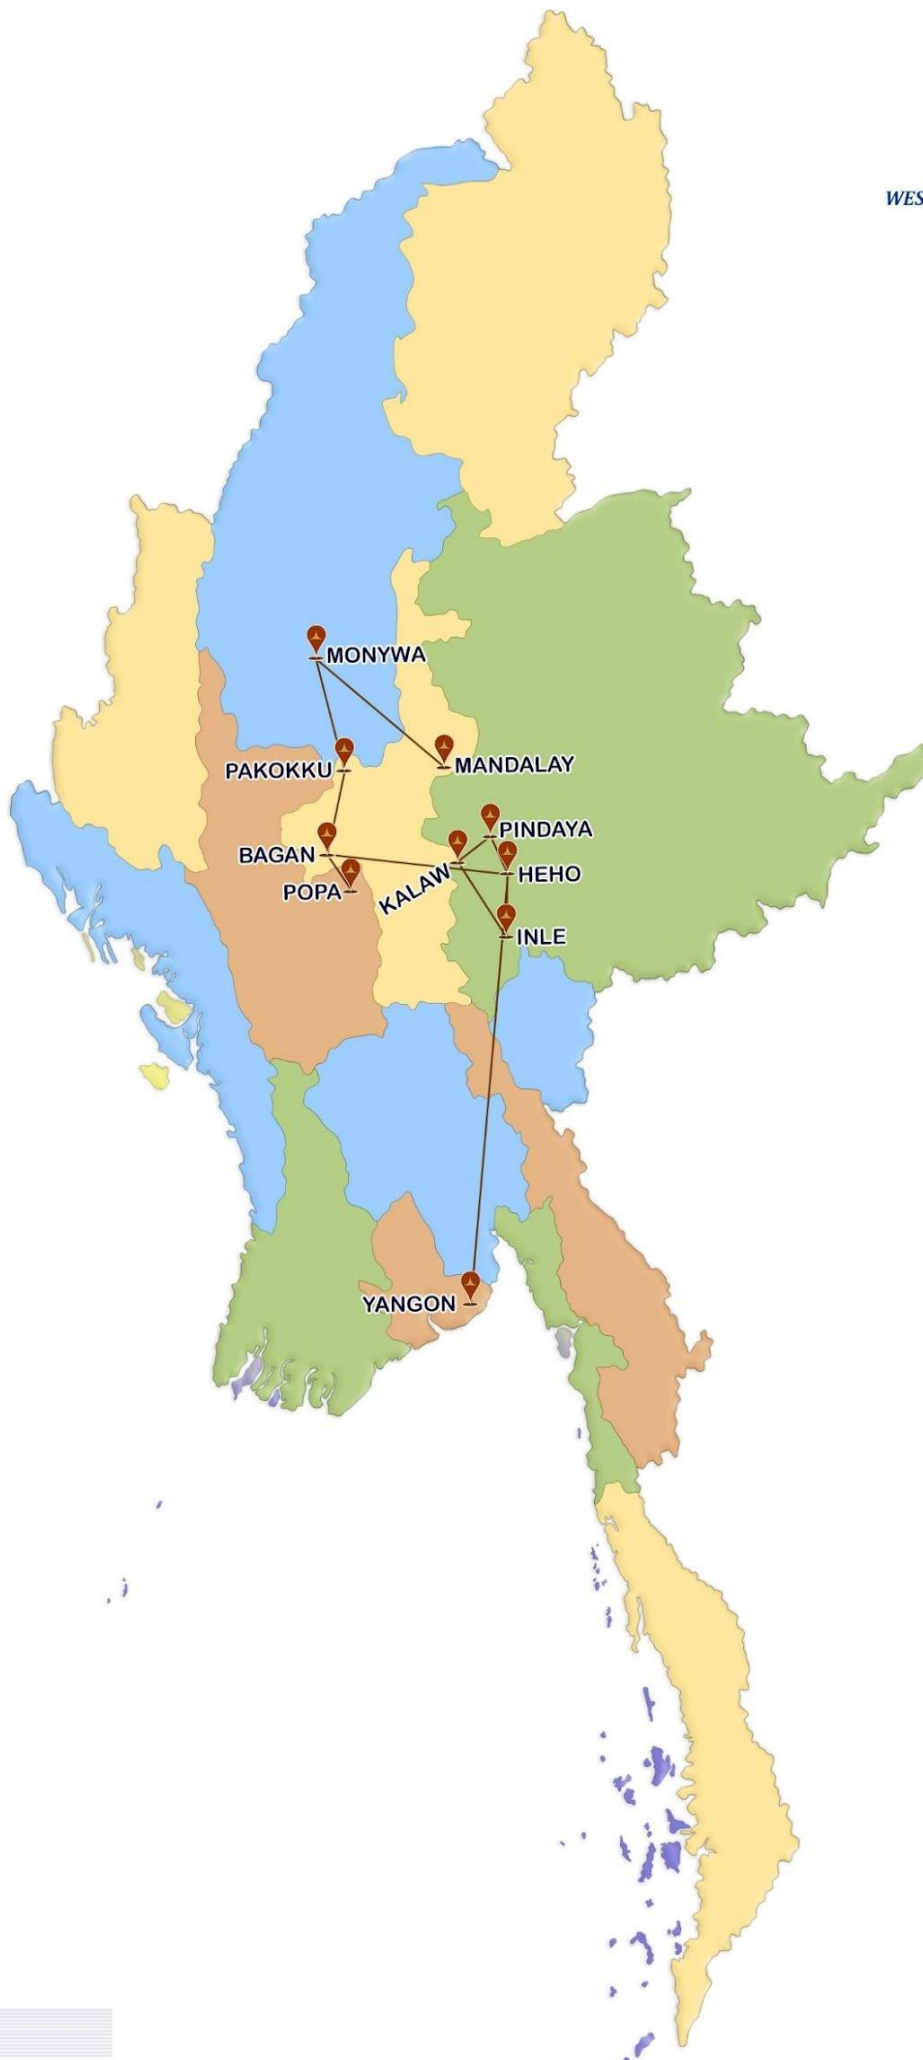 WES
MONYWA
MANDALAY
PAKOKKU
PINDAYA
BAGAN
HEHO
POPA
KALAW
INLE
YANGON